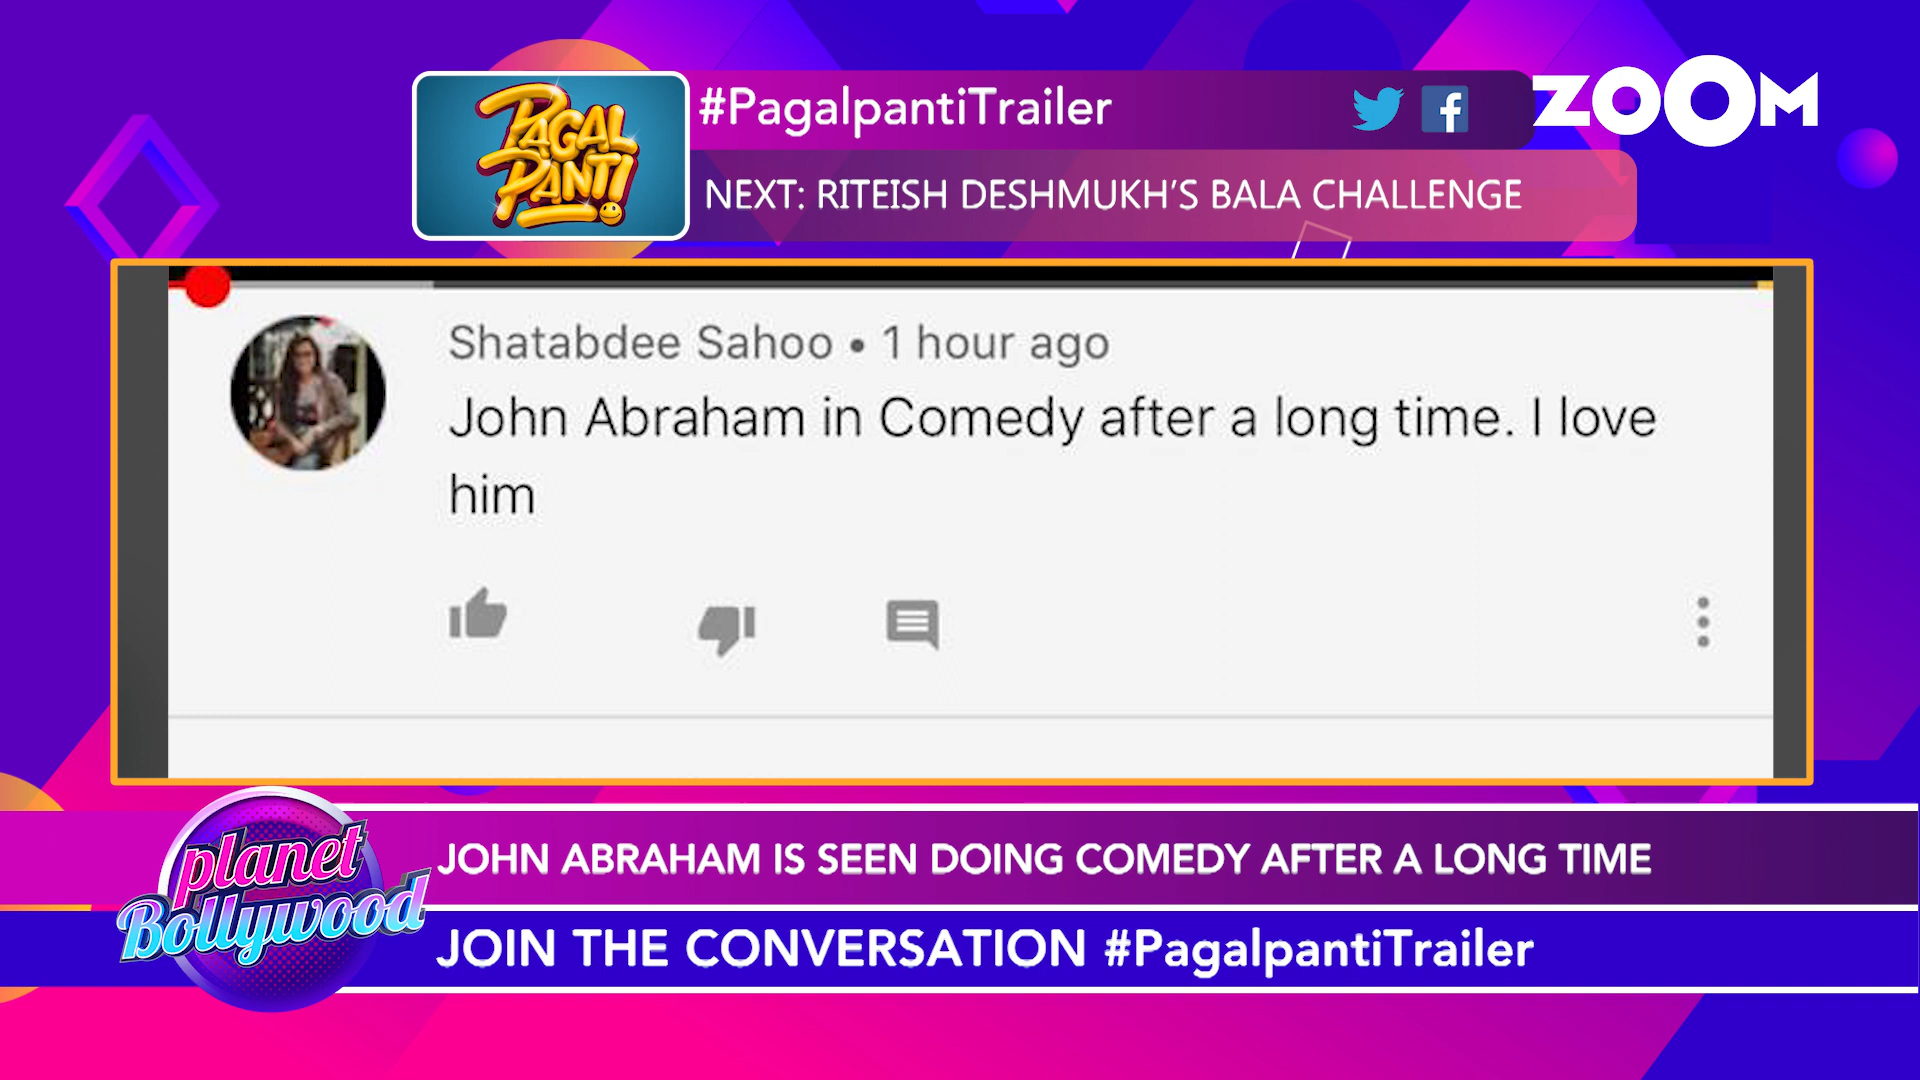 PAGAL
PANTI
#PagalpantiTrailer
f
ZOOM
NEXT: RITEISH DESHMUKH'S BALA CHALLENGE
Shatabdee Sahoo • 1 hour ago
John Abraham in Comedy after a long time. I love
him
planet
Bollywood
JOHN ABRAHAM IS SEEN DOING COMEDY AFTER A LONG TIME
JOIN THE CONVERSATION #PagalpantiTrailer